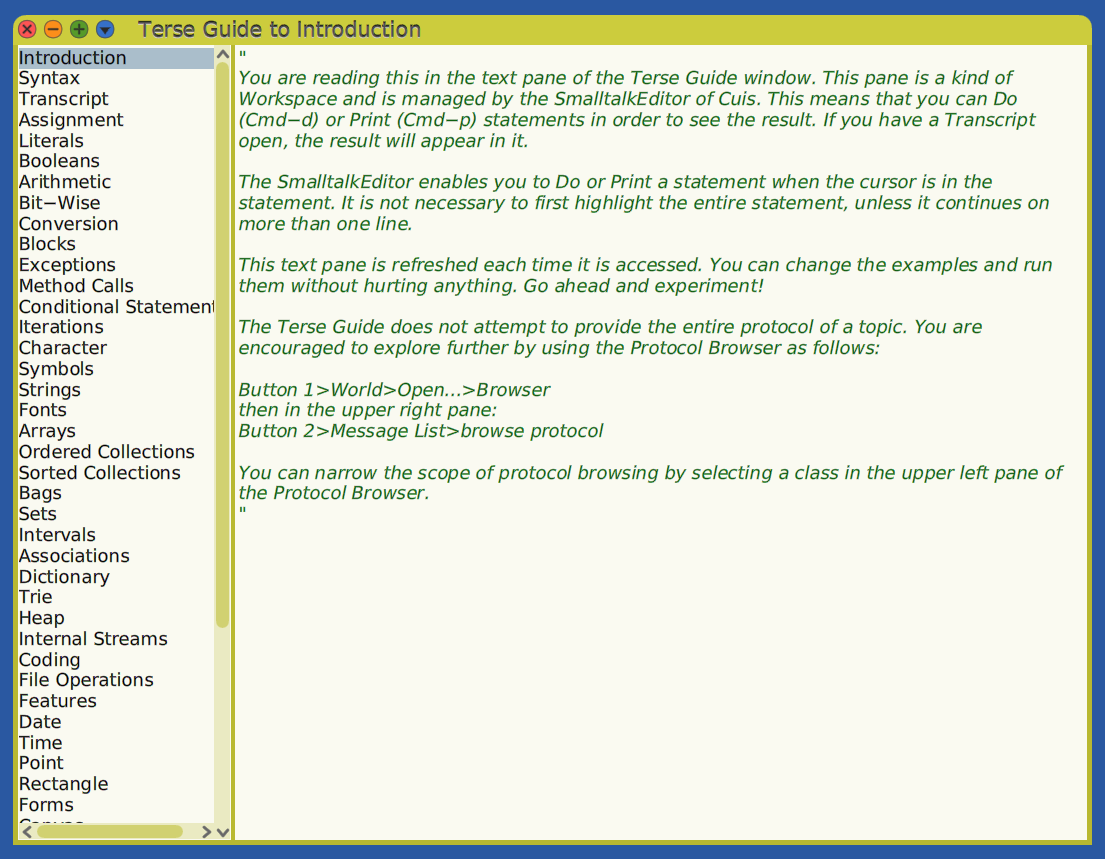 Terse Guide to Introduction
Introduction
Syntax
Transcript
Assignment
Literals
Booleans
Arithmetic
Bit−Wise
Conversion
Blocks
Exceptions
Method Calls
Conditional Statement
Iterations
Character
Symbols
Strings
Fonts
Arrays
Ordered Collections
Sorted Collections
Bags
Sets
Intervals
Associations
Dictionary
Trie
Heap
Internal Streams
Coding
File Operations
Features
Date
Time
Point
Rectangle
Forms
"
You are reading this in the text pane of the Terse Guide window. This pane is a kind of
Workspace and is managed by the SmalltalkEditor of Cuis. This means that you can Do
(Cmd−d) or Print (Cmd−p) statements in order to see the result. If you have a Transcript
open, the result will appear in it.
The SmalltalkEditor enables you to Do or Print a statement when the cursor is in the
statement. It is not necessary to first highlight the entire statement, unless it continues on
more than one line.
This text pane is refreshed each time it is accessed. You can change the examples and run
them without hurting anything. Go ahead and experiment!
The Terse Guide does not attempt to provide the entire protocol of a topic. You are
encouraged to explore further by using the Protocol Browser as follows:
Button 1>World>Open...>Browser
then in the upper right pane:
Button 2>Message List>browse protocol
You can narrow the scope of protocol browsing by selecting a class in the upper left pane of
the Protocol Browser.
"